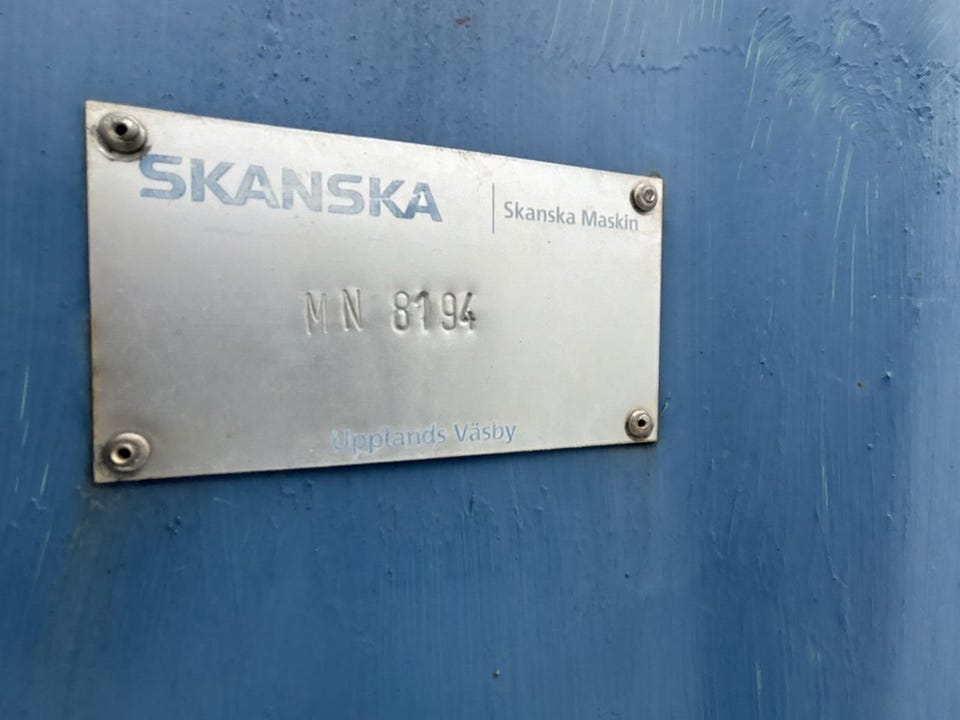 SKANSKA | Skanska Maskin
MN 8194
Upplands Väsby